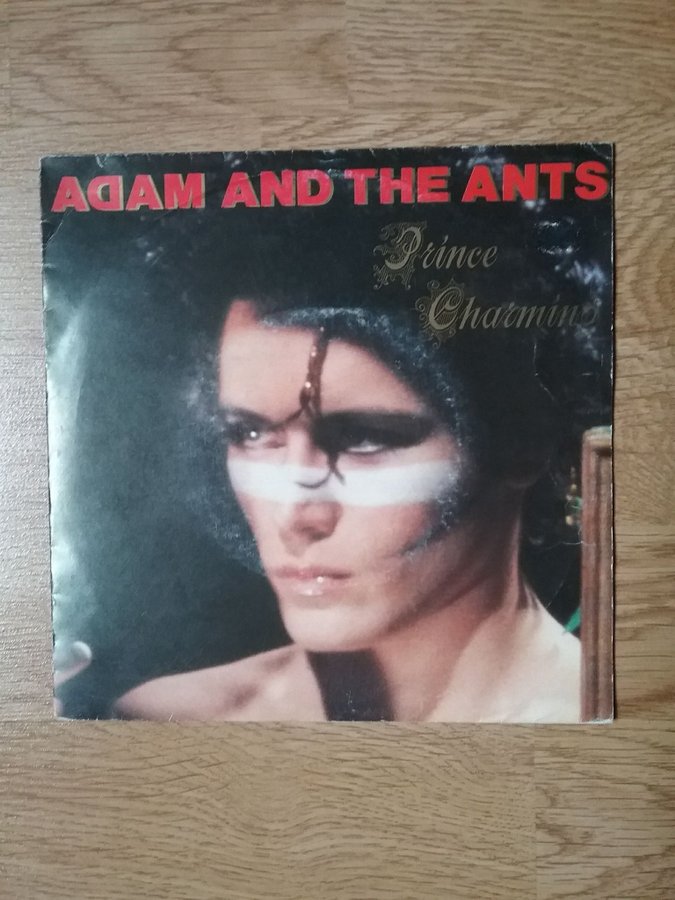 ADAM AND THE ANTS
Prince
Charming